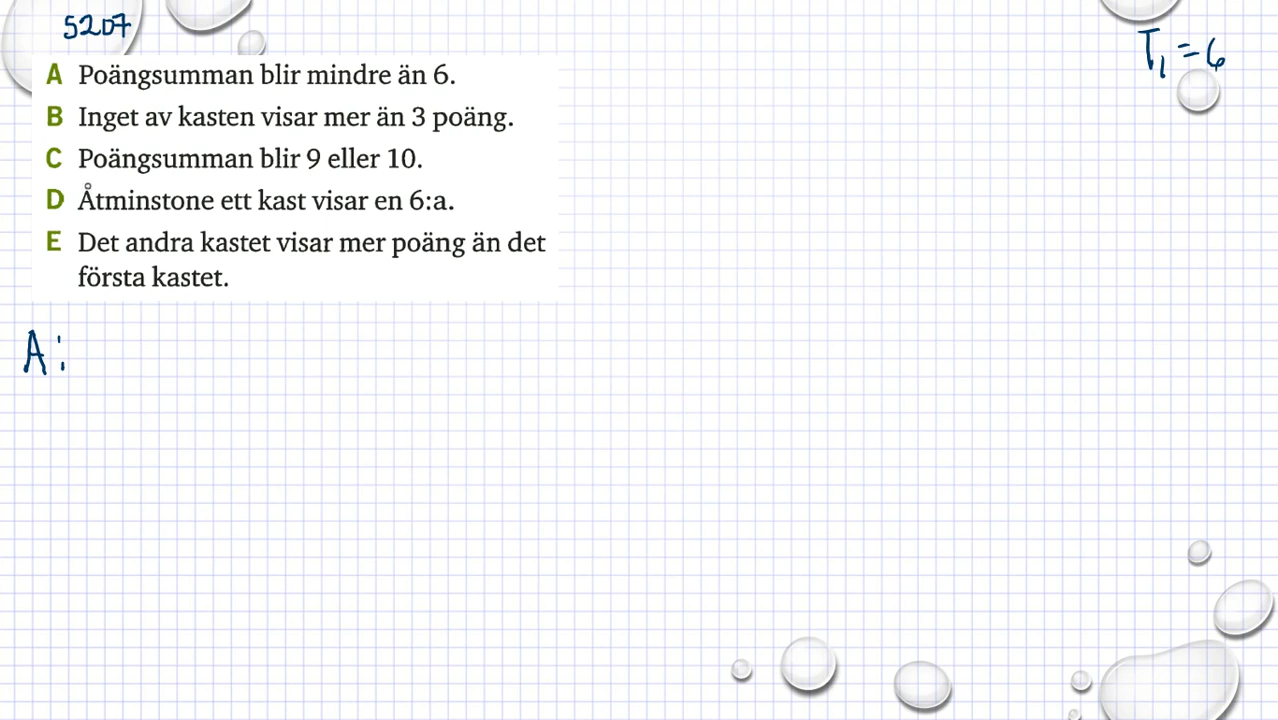 5207
T₁ = 6
A Poängsumman blir mindre än 6.
B Inget av kasten visar mer än 3 poäng.
C Poängsumman blir 9 eller 10.
D Åtminstone ett kast visar en 6:a.
E Det andra kastet visar mer poäng än det
första kastet.
A: